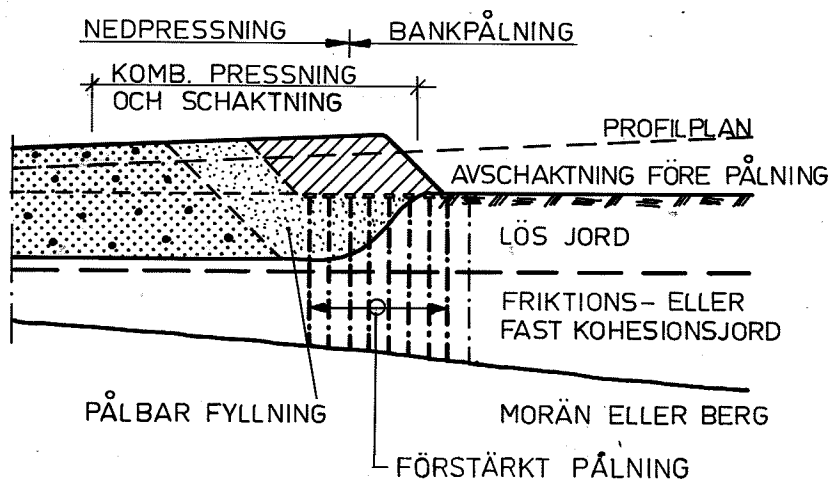 NEDPRESSNING
BANKPÅLNING
KOMB. PRESSNING
OCH SCHAKTNING
PROFILPLAN
AVSCHAKTNING FÖRE PÅLNING
LÖS JORD
FRIKTIONS- ELLER
FAST KOHESIONSJORD
PÅLBAR FYLLNING
MORÄN ELLER BERG
FÖRSTÄRKT PÅLNING